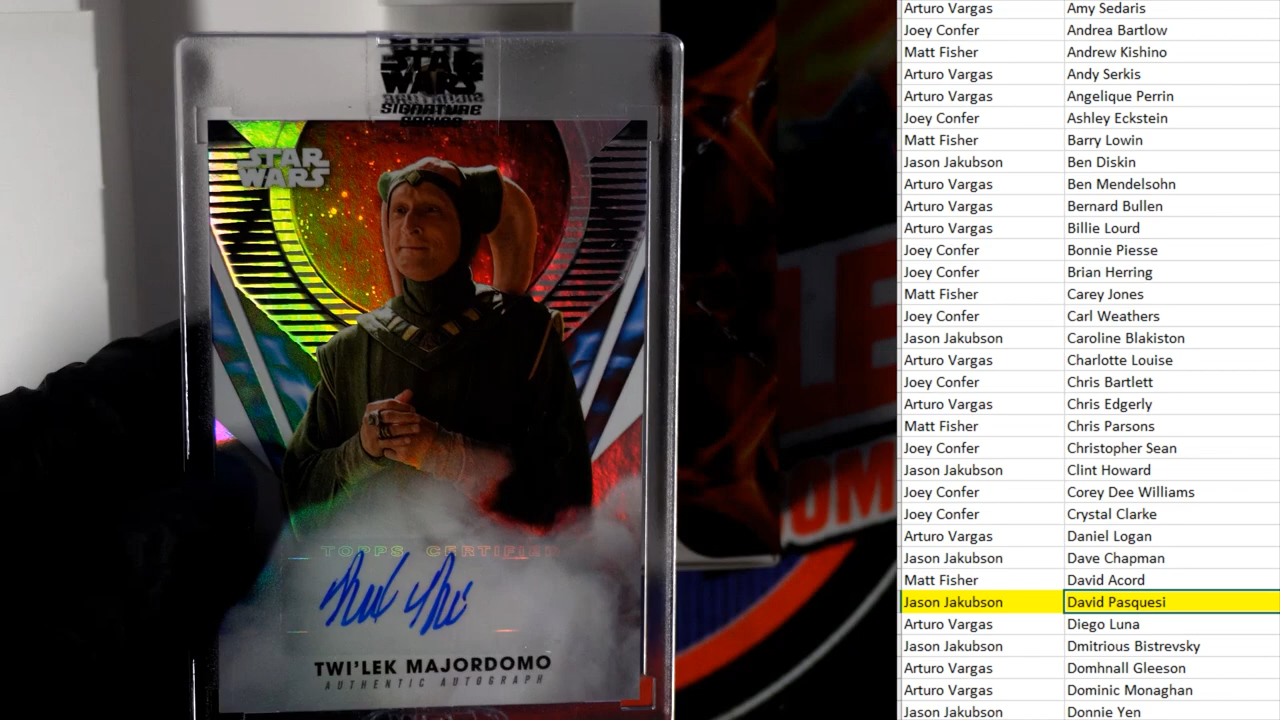 STAR
WARS
SIGNATURE
SERIES
STAR
WARS
TOPPS CERTIFIED
TWI'LEK MAJORDOMO
AUTHENTIC AUTOGRAPH
Arturo Vargas Amy Sedaris
Joey Confer Andrea Bartlow
Matt Fisher Andrew Kishino
Arturo Vargas Andy Serkis
Arturo Vargas Angelique Perrin
Joey Confer Ashley Eckstein
Matt Fisher Barry Lowin
Jason Jakubson Ben Diskin
Arturo Vargas Ben Mendelsohn
Arturo Vargas Bernard Bullen
Arturo Vargas Billie Lourd
Joey Confer Bonnie Piesse
Joey Confer Brian Herring
Matt Fisher Carey Jones
Joey Confer Carl Weathers
Jason Jakubson Caroline Blakiston
Arturo Vargas Charlotte Louise
Joey Confer Chris Bartlett
Arturo Vargas Chris Edgerly
Matt Fisher Chris Parsons
Joey Confer Christopher Sean
Jason Jakubson Clint Howard
Joey Confer Corey Dee Williams
Joey Confer Crystal Clarke
Arturo Vargas Daniel Logan
Jason Jakubson Dave Chapman
Matt Fisher David Acord
Jason Jakubson David Pasquesi
Arturo Vargas Diego Luna
Jason Jakubson Dmitrious Bistrevsky
Arturo Vargas Domhnall Gleeson
Arturo Vargas Dominic Monaghan
Jason Jakubson Donnie Yen